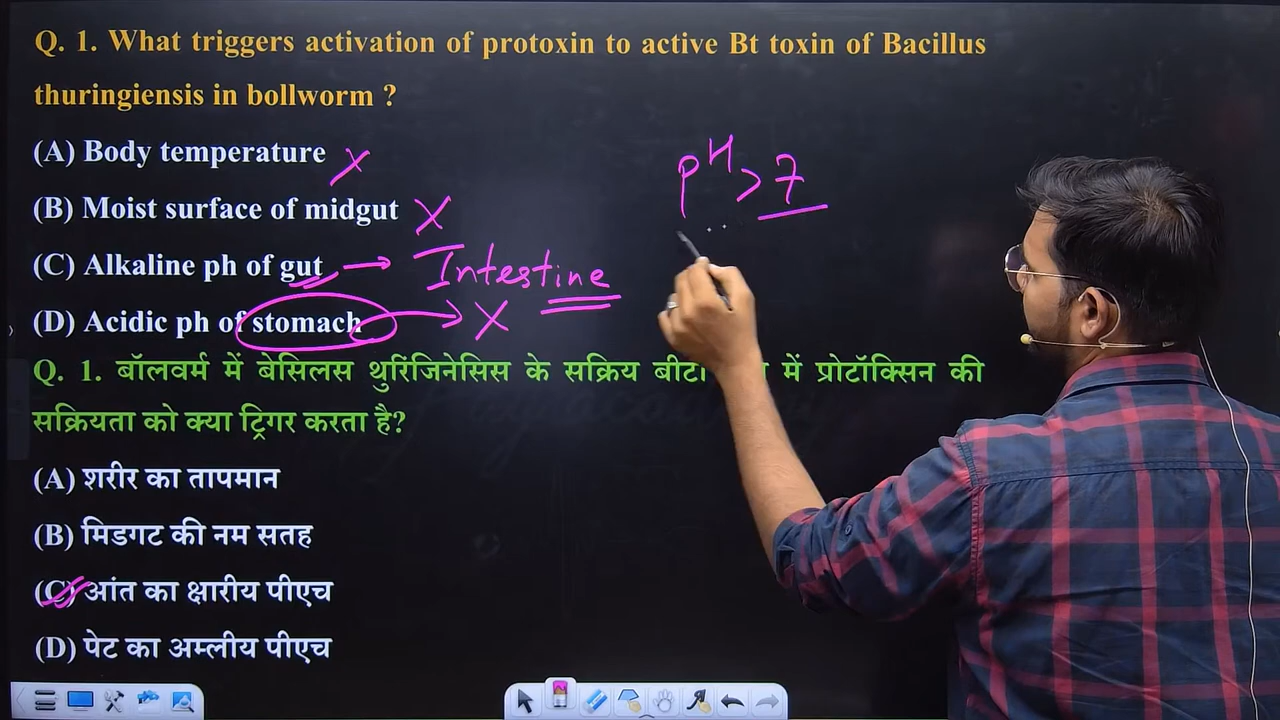 Q. 1. What triggers activation of protoxin to active Bt toxin of Bacillus
thuringiensis in bollworm ?
(A) Body temperature X
(B) Moist surface of midgut X
(C) Alkaline ph of gut → Intestine
(D) Acidic ph of stomach → X
pH > 7
Q. 1. बॉलवर्म में बेसिलस थुरिंजिनेसिस के सक्रिय बीटी में प्रोटॉक्सिन की
सक्रियता को क्या ट्रिगर करता है?
(A) शरीर का तापमान
(B) मिडगट की नम सतह
(C) आंत का क्षारीय पीएच
(D) पेट का अम्लीय पीएच